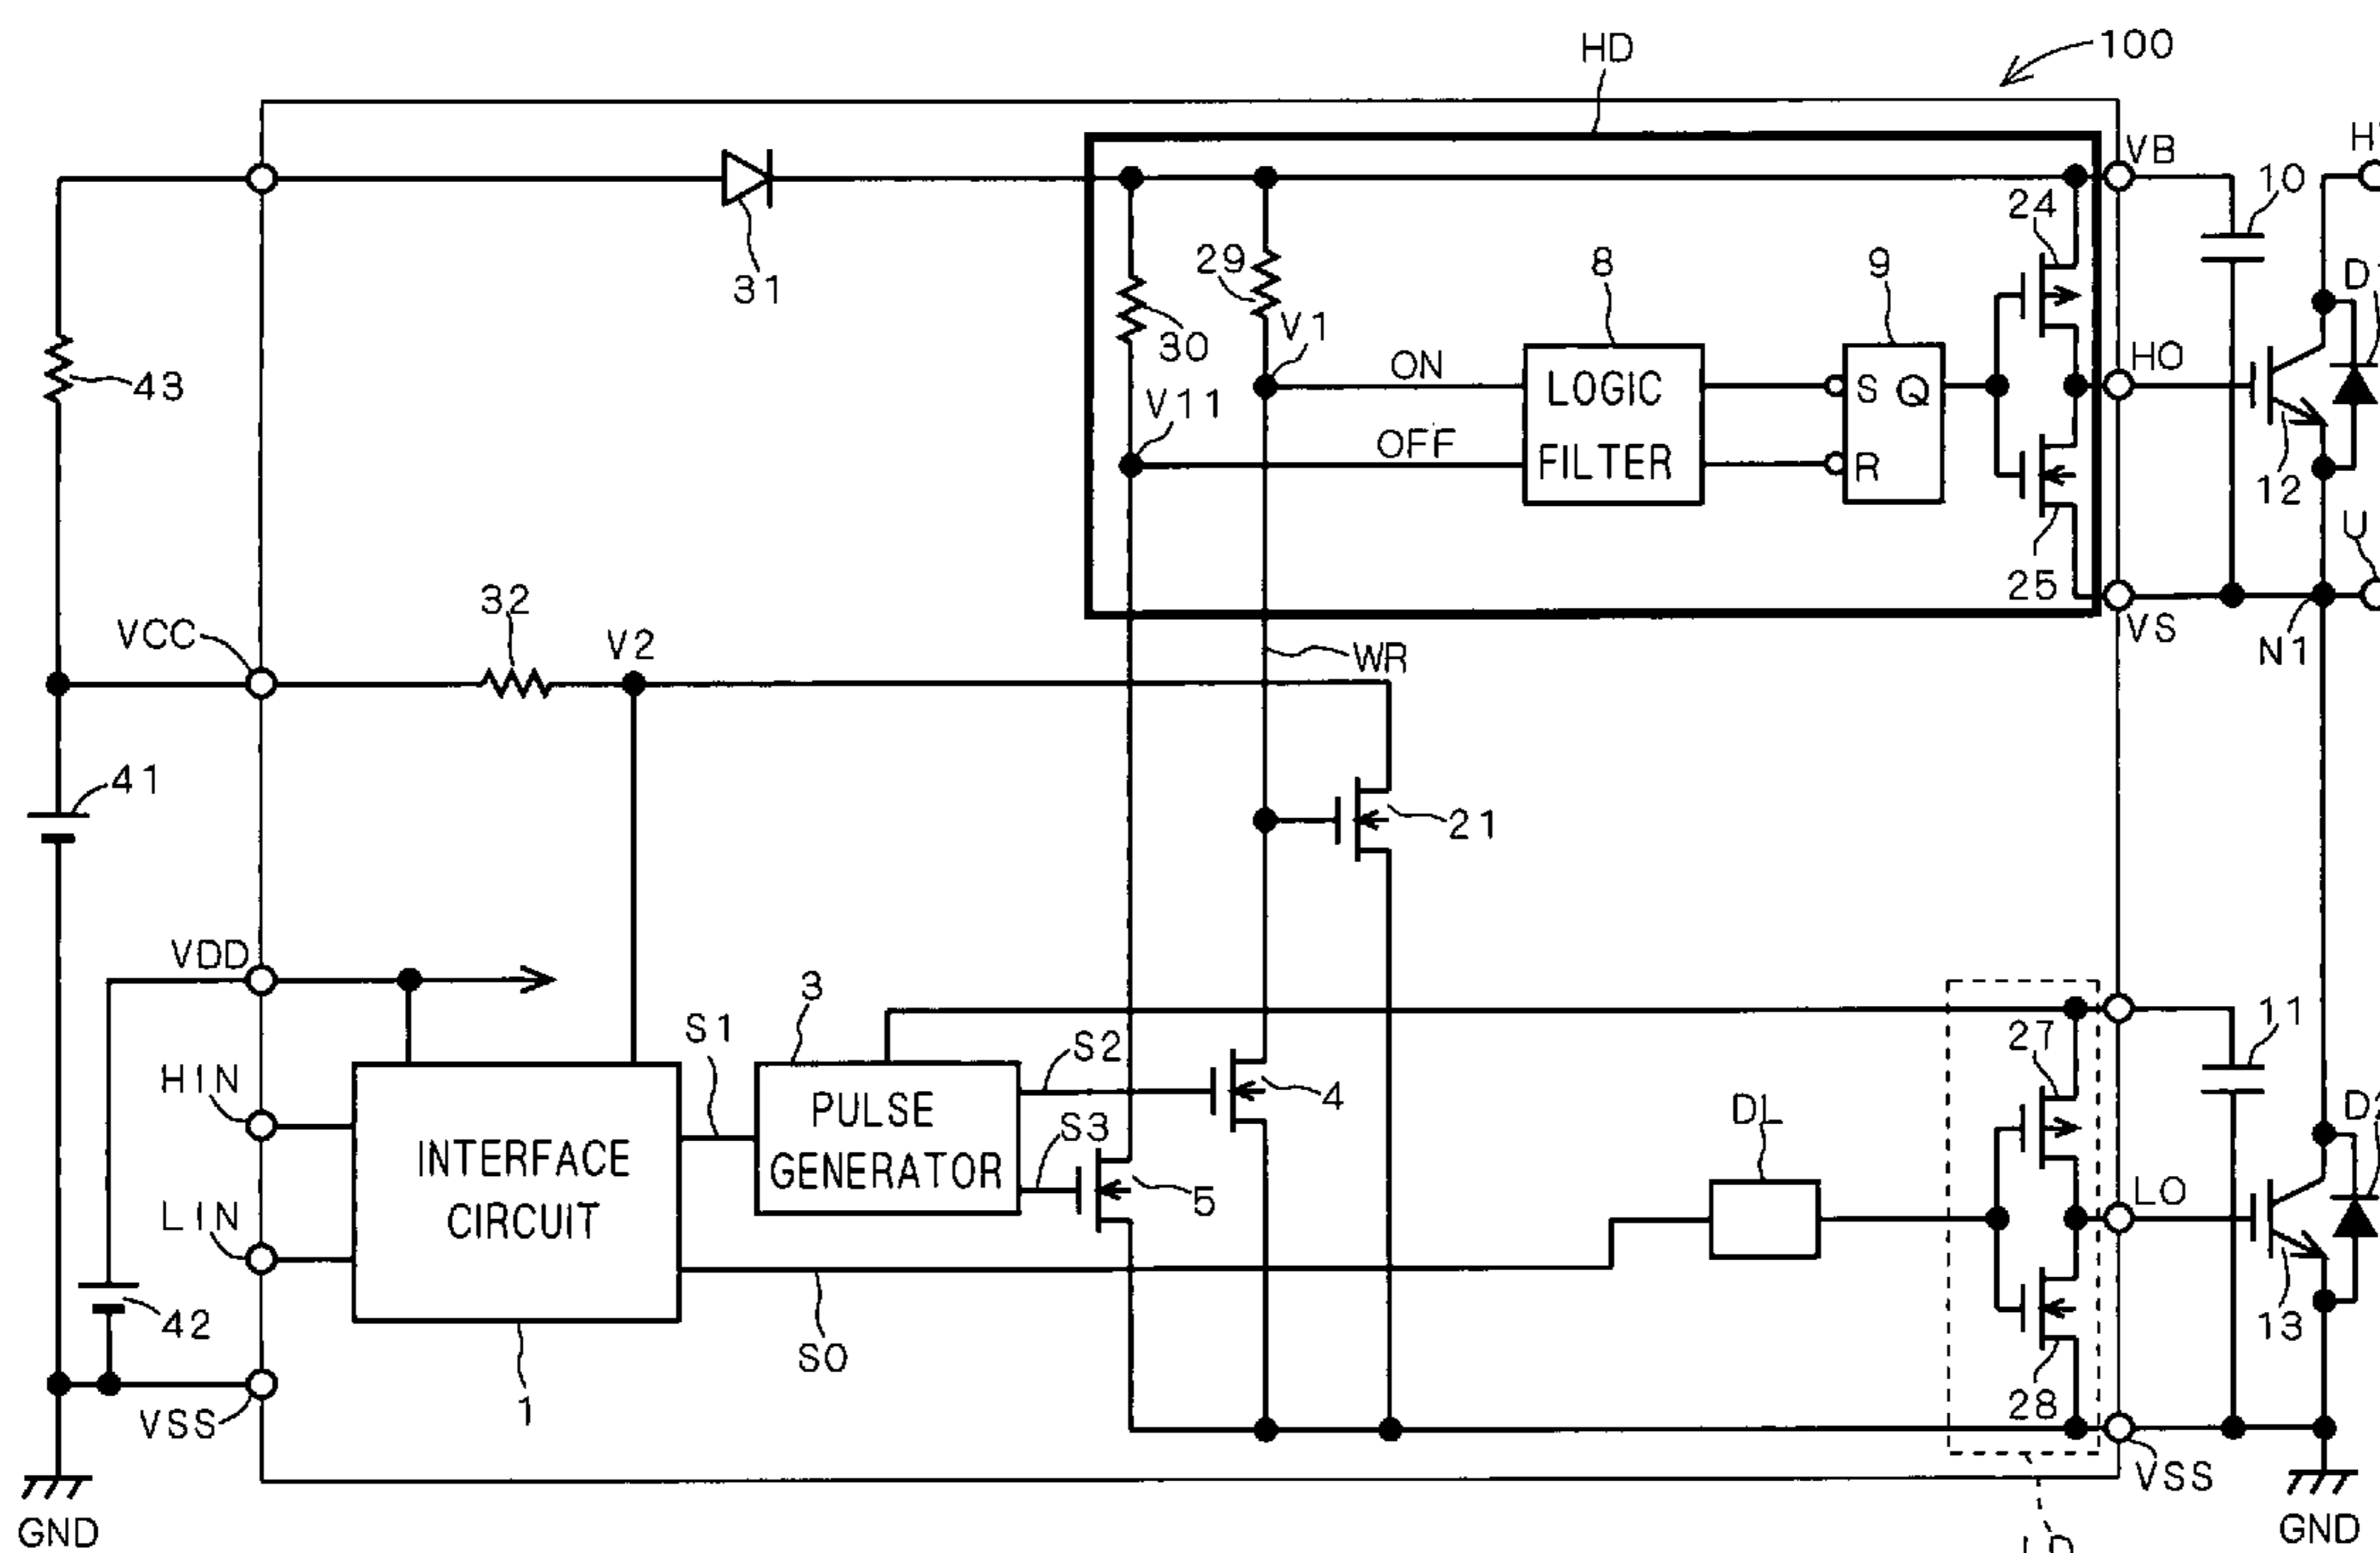 HD
100
VB
24
10
31
29
30
V1
8
9
43
V11
ON
OFF
LOGIC
FILTER
S Q
R
HO
12
25
VS
U
N1
VCC
32
V2
WR
41
21
VDD
3
S1
S2
HIN
PULSE
GENERATOR
S3
4
5
DL
27
11
INTERFACE
CIRCUIT
LIN
LO
D2
13
42
S0
1
VSS
28
VSS
GND
GND